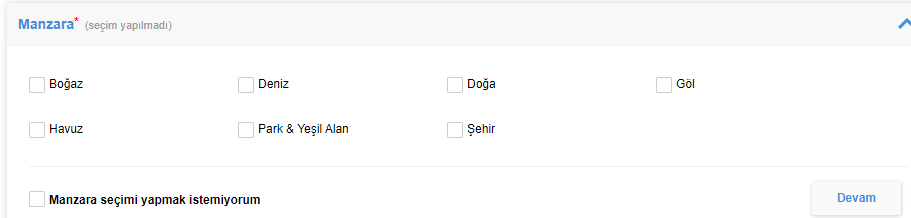 Manzara* (seçim yapılmadı)
Boğaz Deniz Doğa Göl
Havuz Park & Yeşil Alan Şehir
Manzara seçimi yapmak istemiyorum Devam